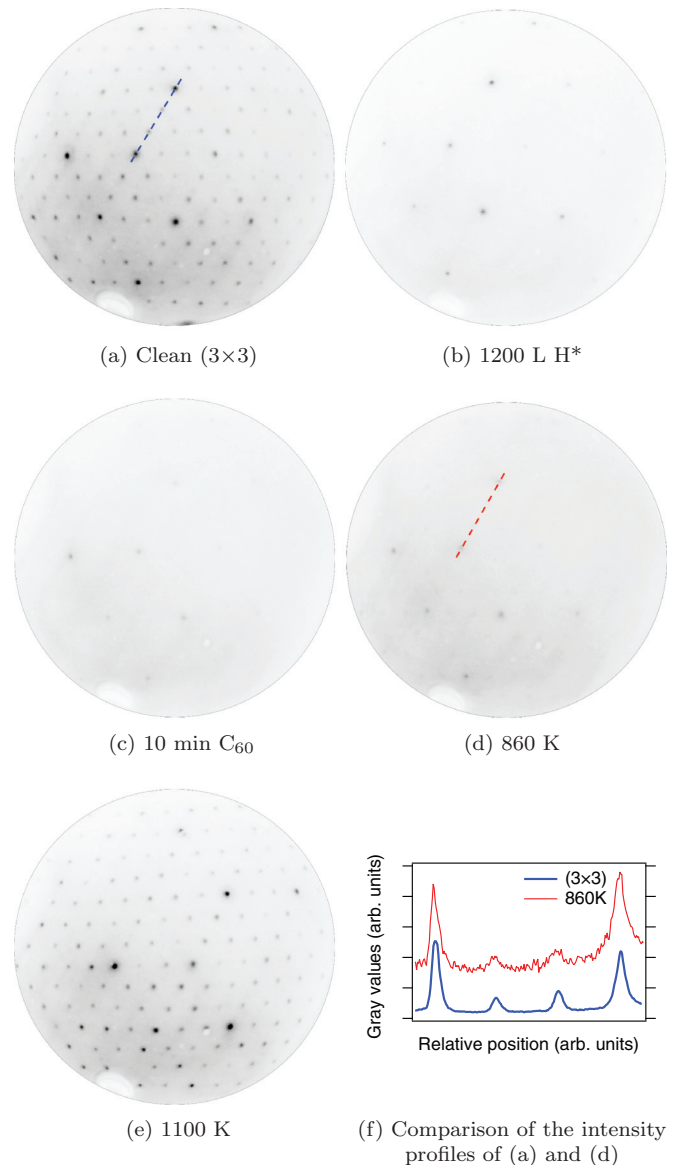 (a) Clean (3×3)
(b) 1200 L H*
(c) 10 min C₆₀
(d) 860 K
(e) 1100 K
Gray values (arb. units)
(3×3)
860K
Relative position (arb. units)
(f) Comparison of the intensity
profiles of (a) and (d)